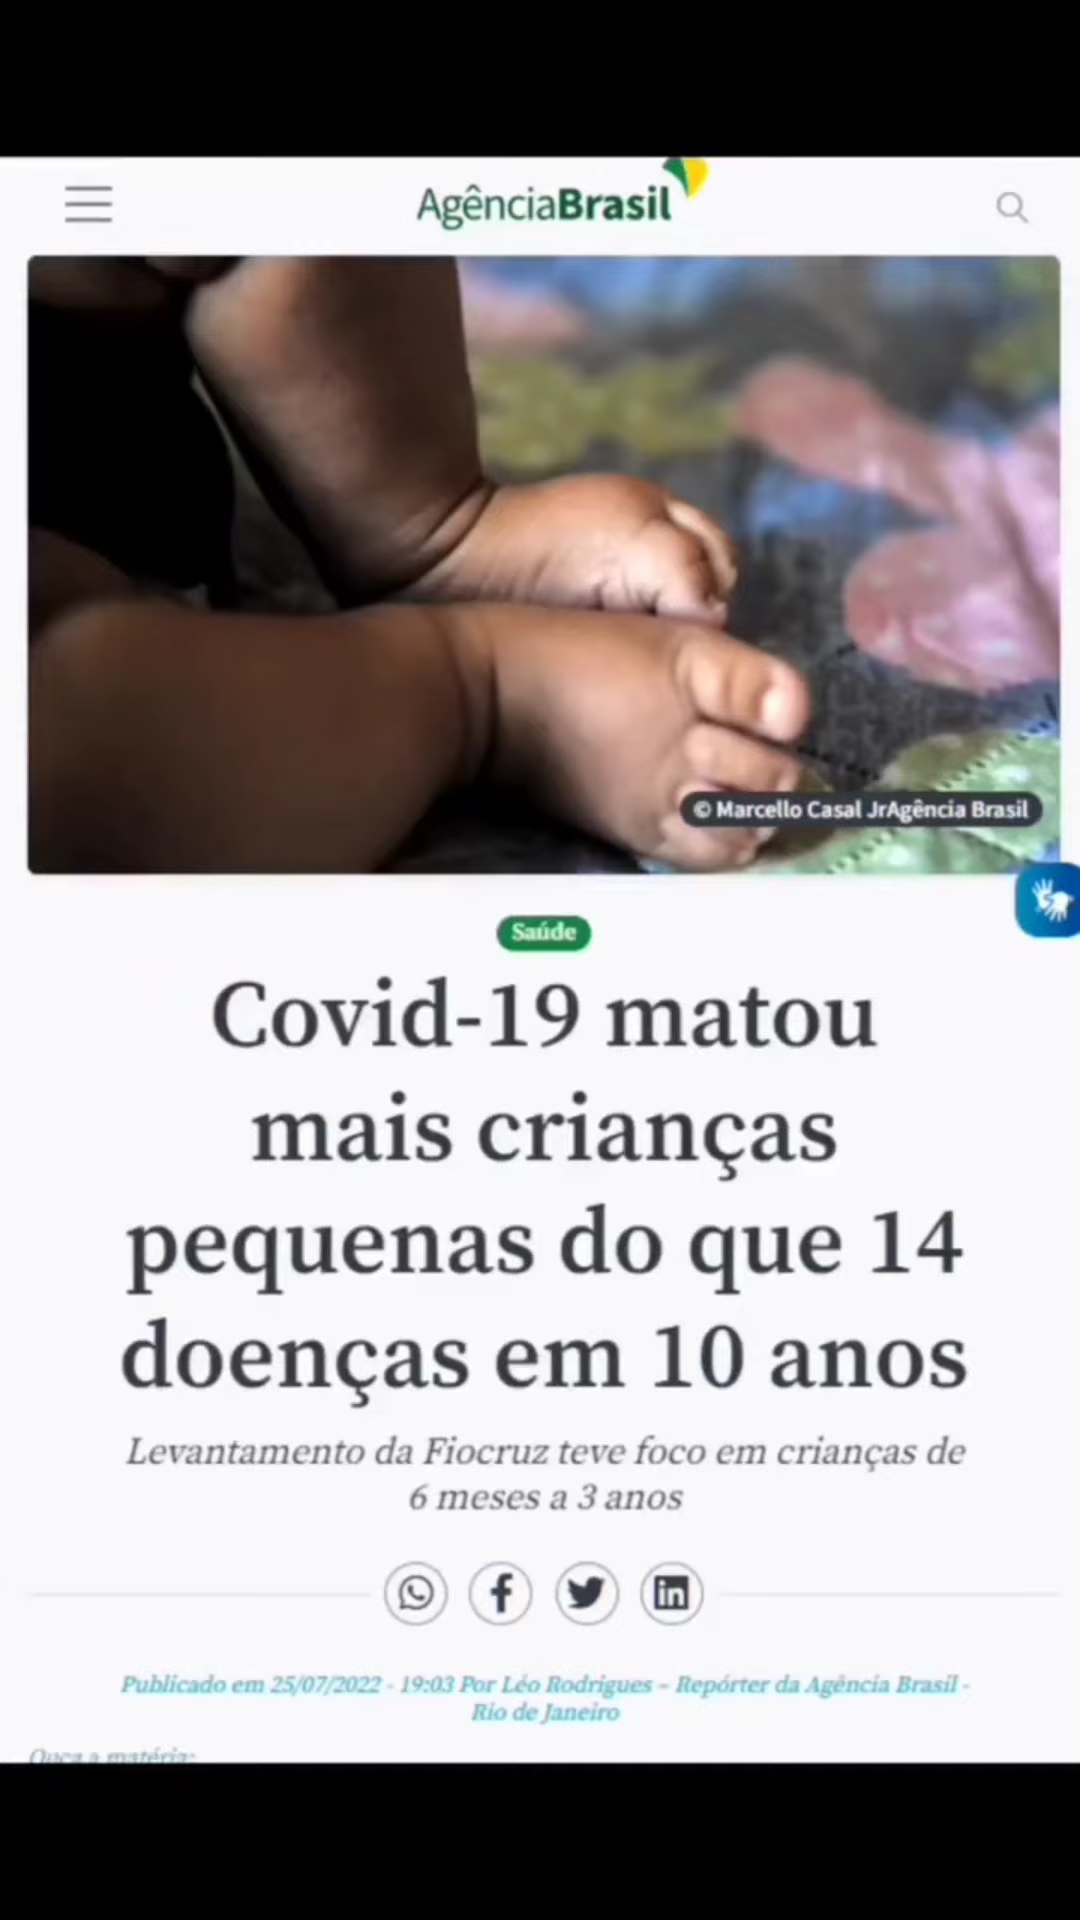 AgênciaBrasil
© Marcello Casal JrAgência Brasil
Saúde
Covid-19 matou
mais crianças
pequenas do que 14
doenças em 10 anos
Levantamento da Fiocruz teve foco em crianças de
6 meses a 3 anos
Publicado em 25/07/2022 - 19:03 Por Léo Rodrigues – Repórter da Agência Brasil -
Rio de Janeiro
Ouça a matéria: